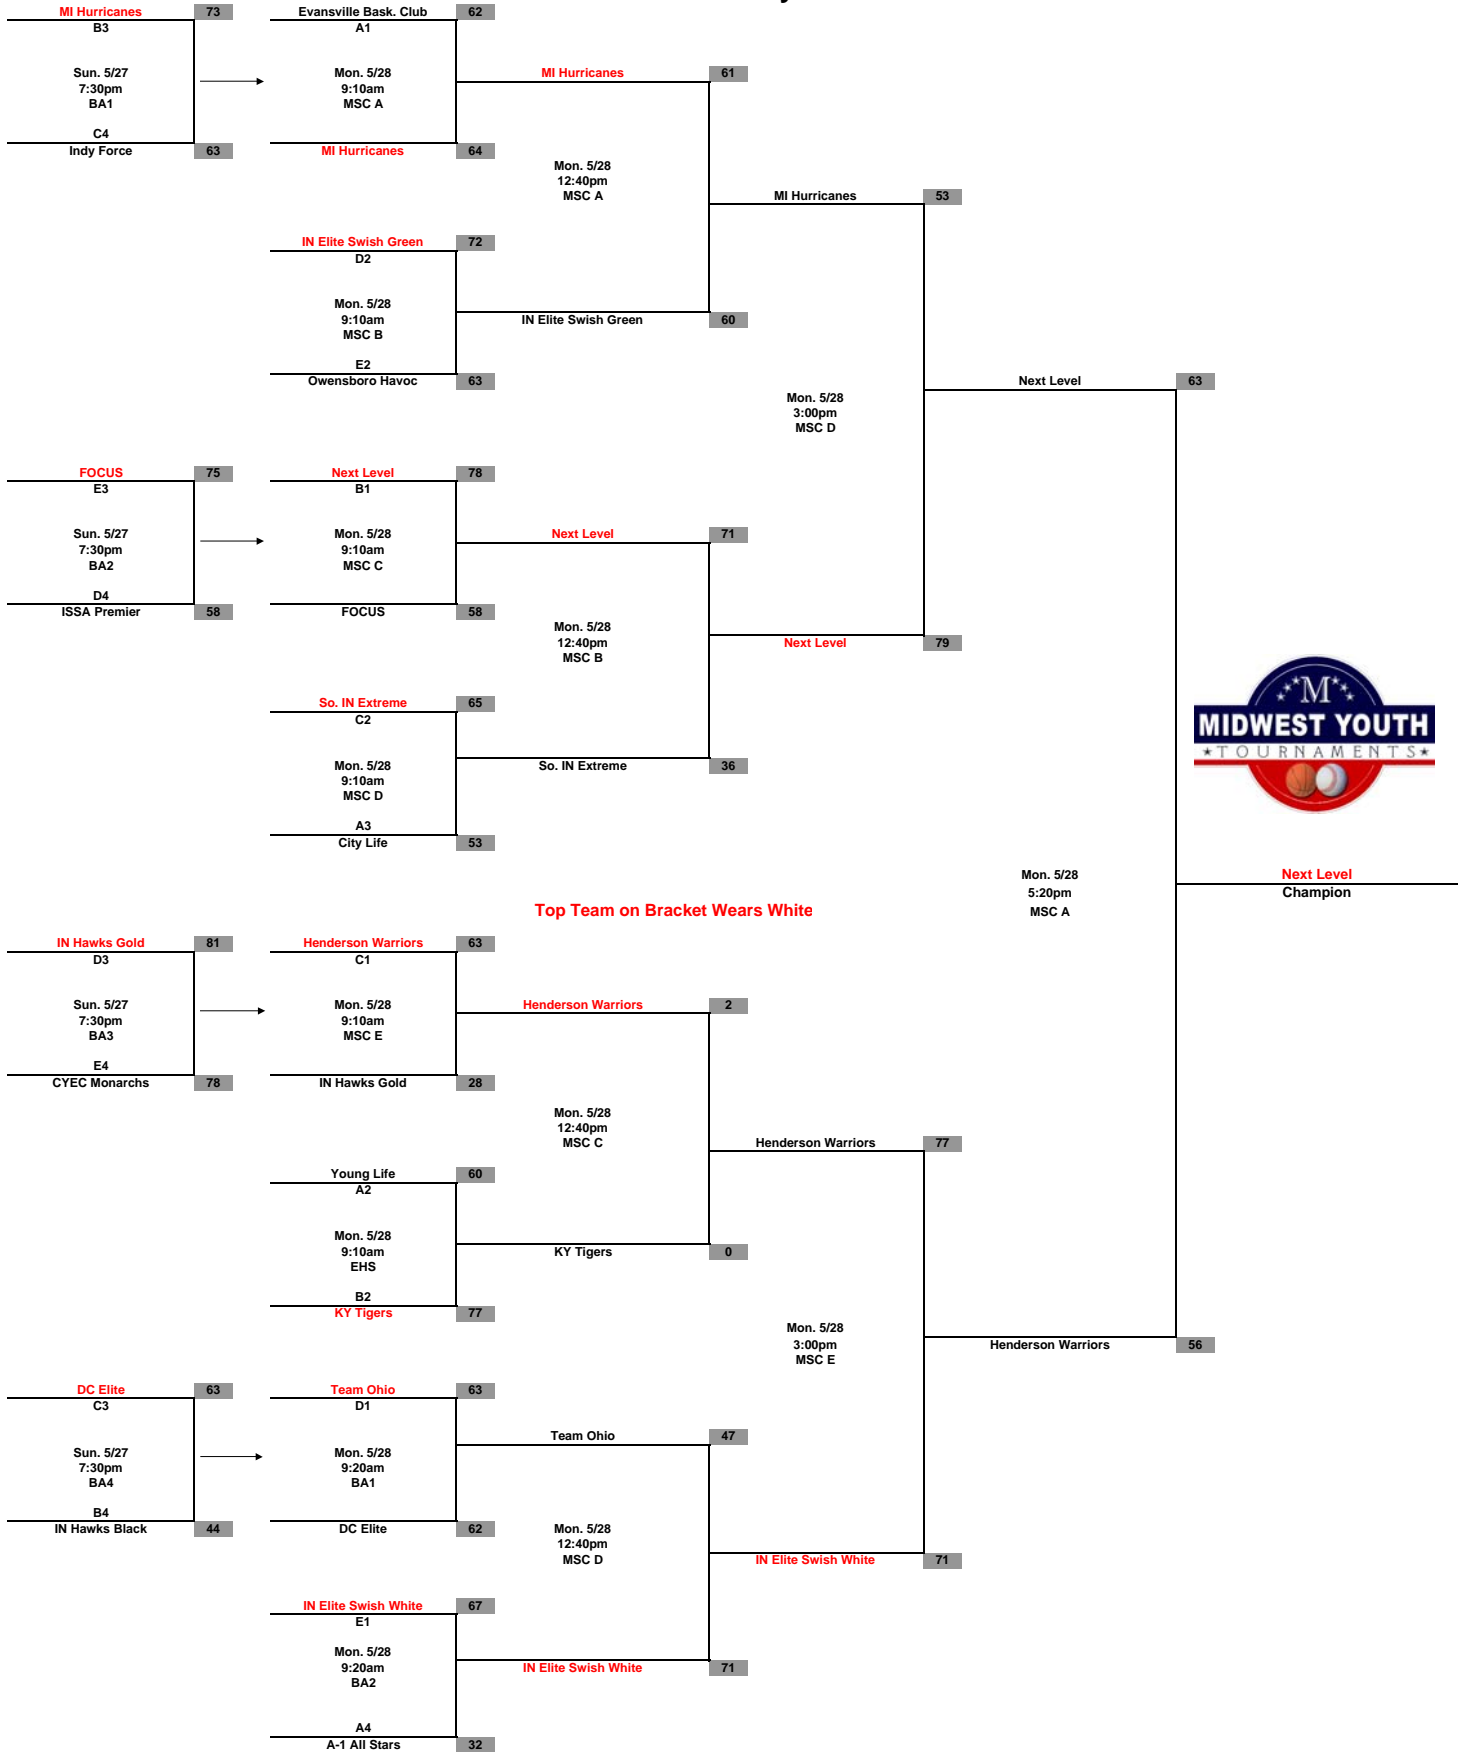 MI Hurricanes 73
B3
Sun. 5/27
7:30pm
BA1
C4
Indy Force 63
Evansville Bask. Club 62
A1
Mon. 5/28
9:10am
MSC A
MI Hurricanes 64
IN Elite Swish Green 72
D2
Mon. 5/28
9:10am
MSC B
E2
Owensboro Havoc 63
MI Hurricanes 61
Mon. 5/28
12:40pm
MSC A
IN Elite Swish Green 60
FOCUS 75
E3
Sun. 5/27
7:30pm
BA2
D4
ISSA Premier 58
Next Level 78
B1
Mon. 5/28
9:10am
MSC C
FOCUS 58
So. IN Extreme 65
C2
Mon. 5/28
9:10am
MSC D
A3
City Life 53
Next Level 71
Mon. 5/28
12:40pm
MSC B
So. IN Extreme 36
MI Hurricanes 53
Mon. 5/28
3:00pm
MSC D
Next Level 79
Top Team on Bracket Wears White
IN Hawks Gold 81
D3
Sun. 5/27
7:30pm
BA3
E4
CYEC Monarchs 78
Henderson Warriors 63
C1
Mon. 5/28
9:10am
MSC E
IN Hawks Gold 28
Young Life 60
A2
Mon. 5/28
9:10am
EHS
B2
KY Tigers 77
Henderson Warriors 2
Mon. 5/28
12:40pm
MSC C
KY Tigers 0
DC Elite 63
C3
Sun. 5/27
7:30pm
BA4
B4
IN Hawks Black 44
Team Ohio 63
D1
Mon. 5/28
9:20am
BA1
DC Elite 62
IN Elite Swish White 67
E1
Mon. 5/28
9:20am
BA2
A4
A-1 All Stars 32
Team Ohio 47
Mon. 5/28
12:40pm
MSC D
IN Elite Swish White 71
Henderson Warriors 77
Mon. 5/28
3:00pm
MSC E
IN Elite Swish White 71
Next Level 63
Mon. 5/28
5:20pm
MSC A
Henderson Warriors 56
M
MIDWEST YOUTH
TOURNAMENTS
Next Level
Champion